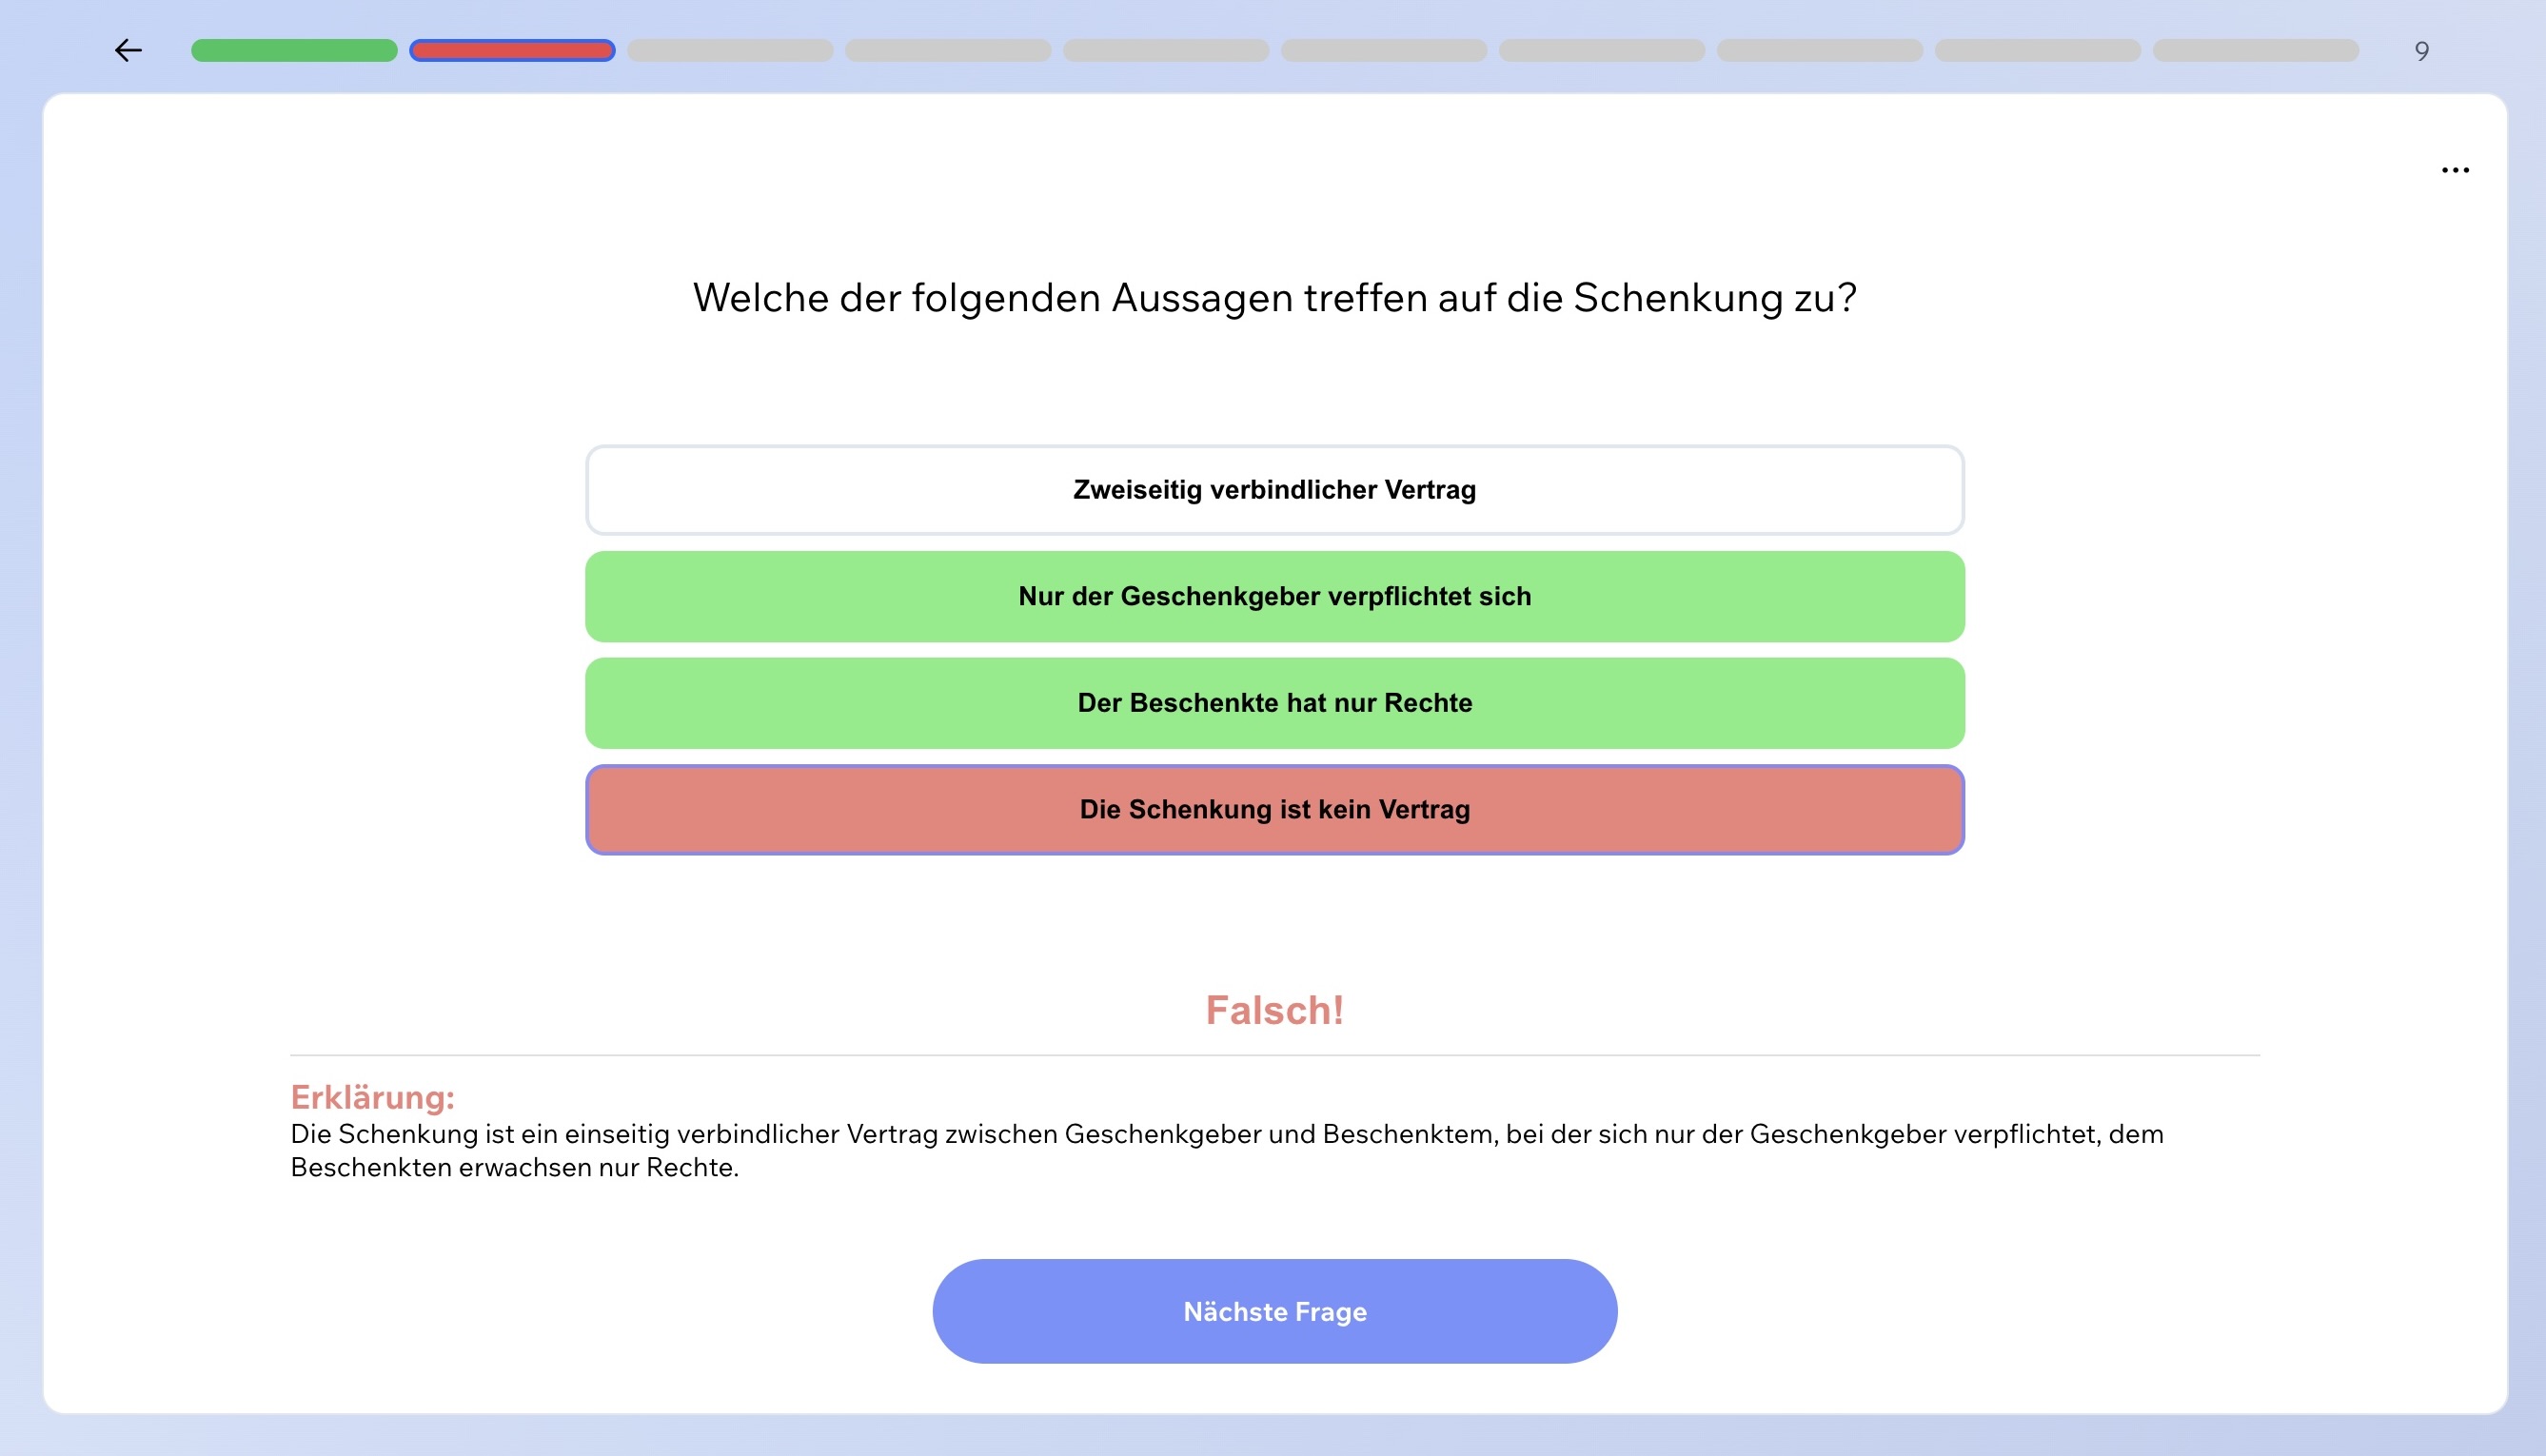 9
Welche der folgenden Aussagen treffen auf die Schenkung zu?
Zweiseitig verbindlicher Vertrag
Nur der Geschenkgeber verpflichtet sich
Der Beschenkte hat nur Rechte
Die Schenkung ist kein Vertrag
Falsch!
Erklärung:
Die Schenkung ist ein einseitig verbindlicher Vertrag zwischen Geschenkgeber und Beschenktem, bei der sich nur der Geschenkgeber verpflichtet, dem
Beschenkten erwachsen nur Rechte.
Nächste Frage